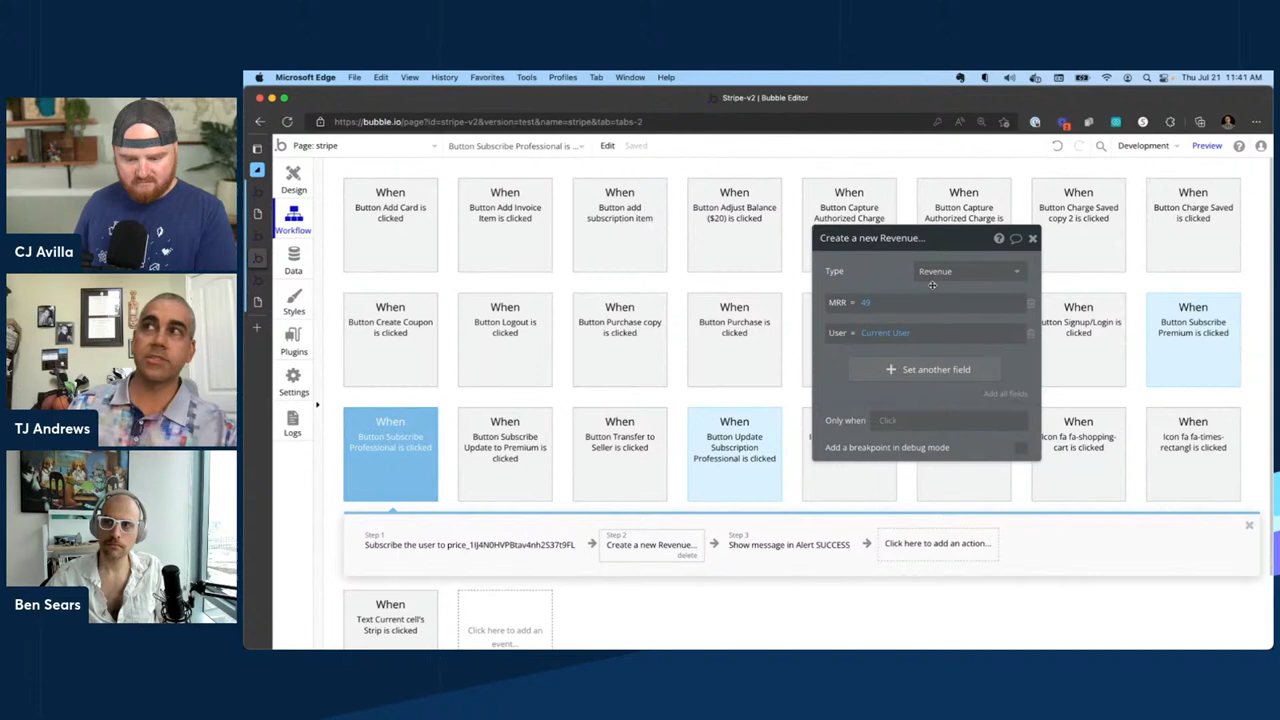 CJ Avilla
TJ Andrews
Ben Sears
Microsoft Edge File Edit View History Favorites Tools Profiles Tab Window Help
Thu Jul 21 11:41 AM
Stripe-v2 | Bubble Editor
https://bubble.io/page?id=stripe-v2&version=test&name=stripe&tab=tabs-2
Page: stripe
Button Subscribe Professional is ...
Edit
Saved
Development
Preview
Design
Workflow
Data
Styles
Plugins
Settings
Logs
When
Button Add Card is
clicked
When
Button Add Invoice
Item is clicked
When
Button add
subscription item
When
Button Adjust Balance
($20) is clicked
When
Button Capture
Authorized Charge
When
Button Capture
Authorized Charge is
When
Button Charge Saved
copy 2 is clicked
When
Button Charge Saved
is clicked
When
Button Create Coupon
is clicked
When
Button Logout is
clicked
When
Button Purchase copy
is clicked
When
Button Purchase is
clicked
When
utton Signup/Login is
clicked
When
Button Subscribe
Premium is clicked
When
Button Subscribe
Professional is clicked
When
Button Subscribe
Update to Premium is
clicked
When
Button Transfer to
Seller is clicked
When
Button Update
Subscription
Professional is clicked
When
Icon fa fa-shopping-
cart is clicked
When
Icon fa fa-times-
rectangl is clicked
Create a new Revenue...
Type
Revenue
MRR = 49
User = Current User
Set another field
Add all fields
Only when
Click
Add a breakpoint in debug mode
Step 1
Subscribe the user to price_1IJ4N0HVPBtav4nh2S37t9FL
Step 2
Create a new Revenue...
delete
Step 3
Show message in Alert SUCCESS
Click here to add an action...
When
Text Current cell's
Strip is clicked
Click here to add an
event...